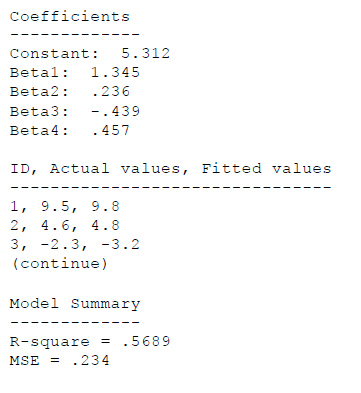 Coefficients
-------------
Constant:  5.312
Beta1:  1.345
Beta2:  .236
Beta3:  -.439
Beta4:  .457
ID, Actual values, Fitted values
--------------------------------
1, 9.5, 9.8
2, 4.6, 4.8
3, -2.3, -3.2
(continue)
Model Summary
-------------
R-square = .5689
MSE = .234